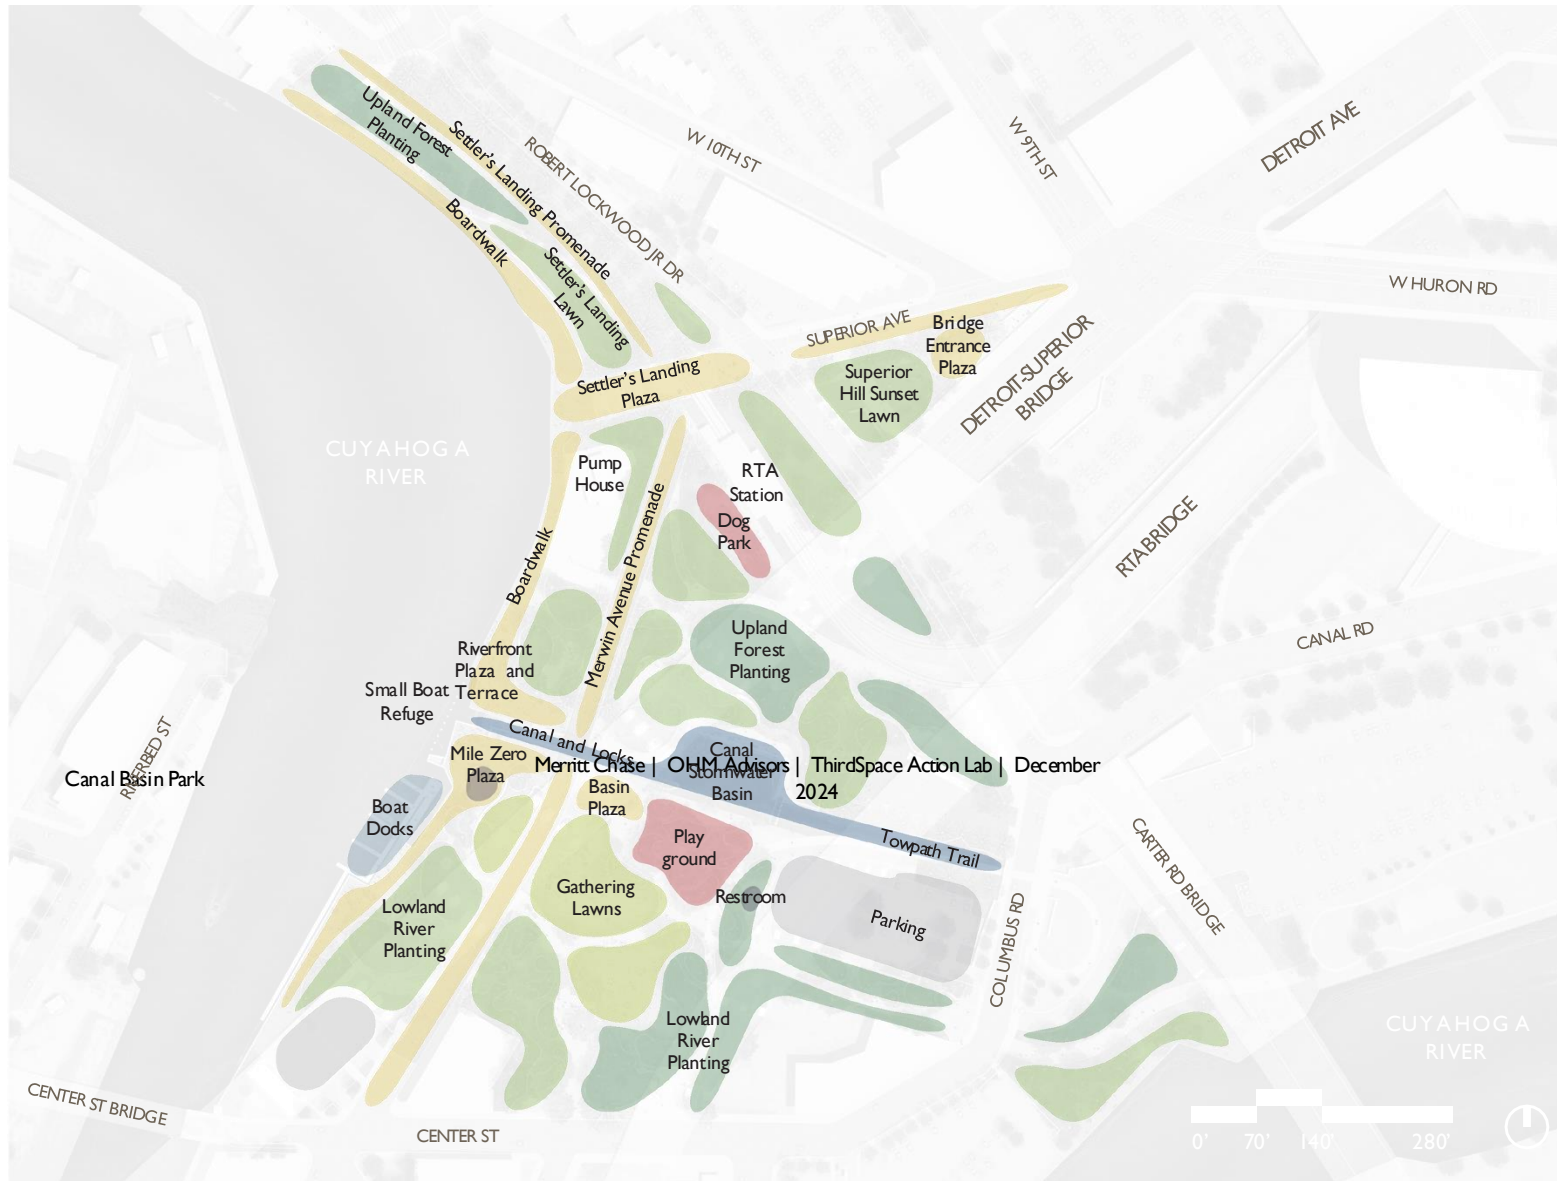 Upland Forest
Planting
Settler's Landing Promenade
ROBERT LOCKWOOD JR DR
W 10TH ST
W 9TH ST
DETROIT AVE
Boardwalk
Settler's Landing
Lawn
W HURON RD
SUPERIOR AVE
Bridge
Entrance
Plaza
DETROIT-SUPERIOR
BRIDGE
Settler's Landing
Plaza
Superior
Hill Sunset
Lawn
CUYAHOGA
RIVER
Pump
House
RTA
Station
Dog
Park
Merwin Avenue Promenade
Boardwalk
RTA BRIDGE
CANAL RD
Upland
Forest
Planting
Riverfront
Plaza and
Terrace
Small Boat
Refuge
Canal and Locks
Mile Zero
Plaza
Canal
Stormwater
Basin
Merritt Chase | OHM Advisors | ThirdSpace Action Lab | December
2024
Canal Basin Park
RIVERBED ST
Basin
Plaza
Boat
Docks
Play
ground
Towpath Trail
CARTER RD BRIDGE
Gathering
Lawns
Restroom
Parking
Lowland
River
Planting
COLUMBUS RD
Lowland
River
Planting
CUYAHOGA
RIVER
CENTER ST BRIDGE
CENTER ST
0' 70' 140' 280'